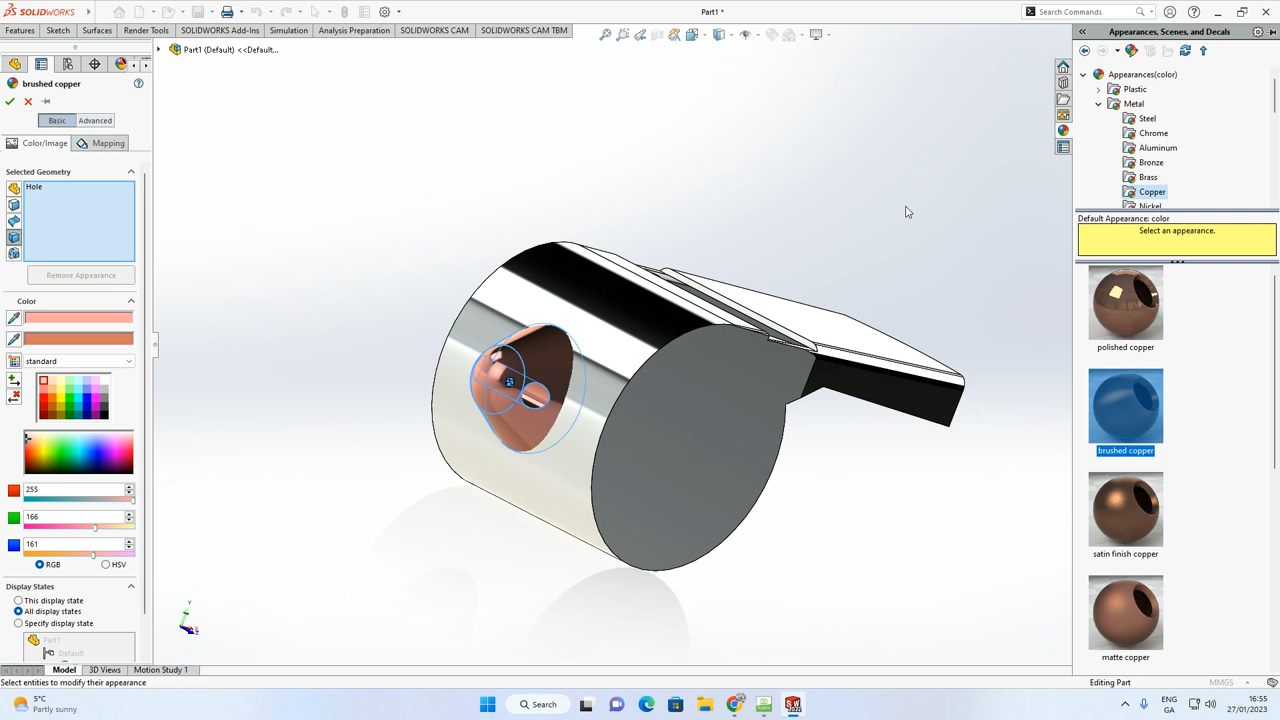 SOLIDWORKS
Part1 *
Search Commands
Features
Sketch
Surfaces
Render Tools
SOLIDWORKS Add-Ins
Simulation
Analysis Preparation
SOLIDWORKS CAM
SOLIDWORKS CAM TBM
Appearances, Scenes, and Decals
Part1 (Default) <<Default...
brushed copper
Basic
Advanced
Color/Image
Mapping
Selected Geometry
Hole
Remove Appearance
Color
standard
255
166
161
RGB
HSV
Display States
This display state
All display states
Specify display state
Part1
Default
Appearances(color)
Plastic
Metal
Steel
Chrome
Aluminum
Bronze
Brass
Copper
Nickel
Default Appearance: color
Select an appearance.
polished copper
brushed copper
satin finish copper
matte copper
Model
3D Views
Motion Study 1
Select entities to modify their appearance
Editing Part
MMGS
5°C
Partly sunny
Search
ENG
GA
16:55
27/01/2023